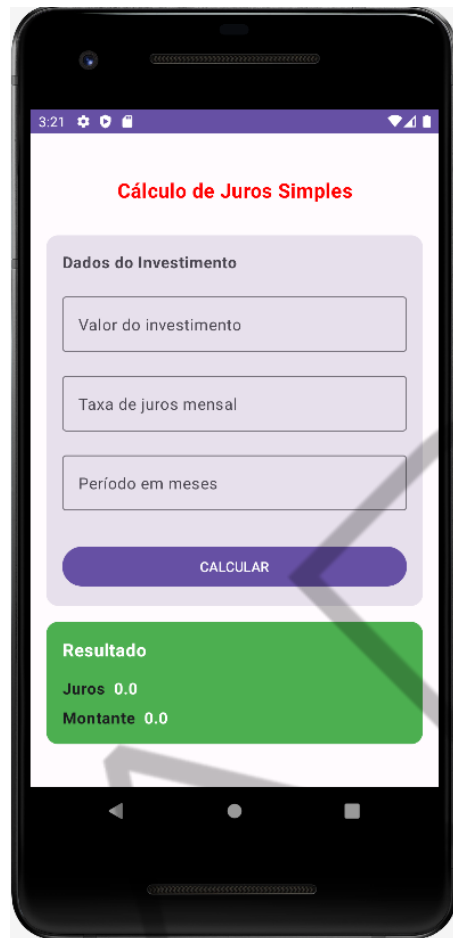 3:21
Cálculo de Juros Simples
Dados do Investimento
Valor do investimento
Taxa de juros mensal
Período em meses
CALCULAR
Resultado
Juros 0.0
Montante 0.0